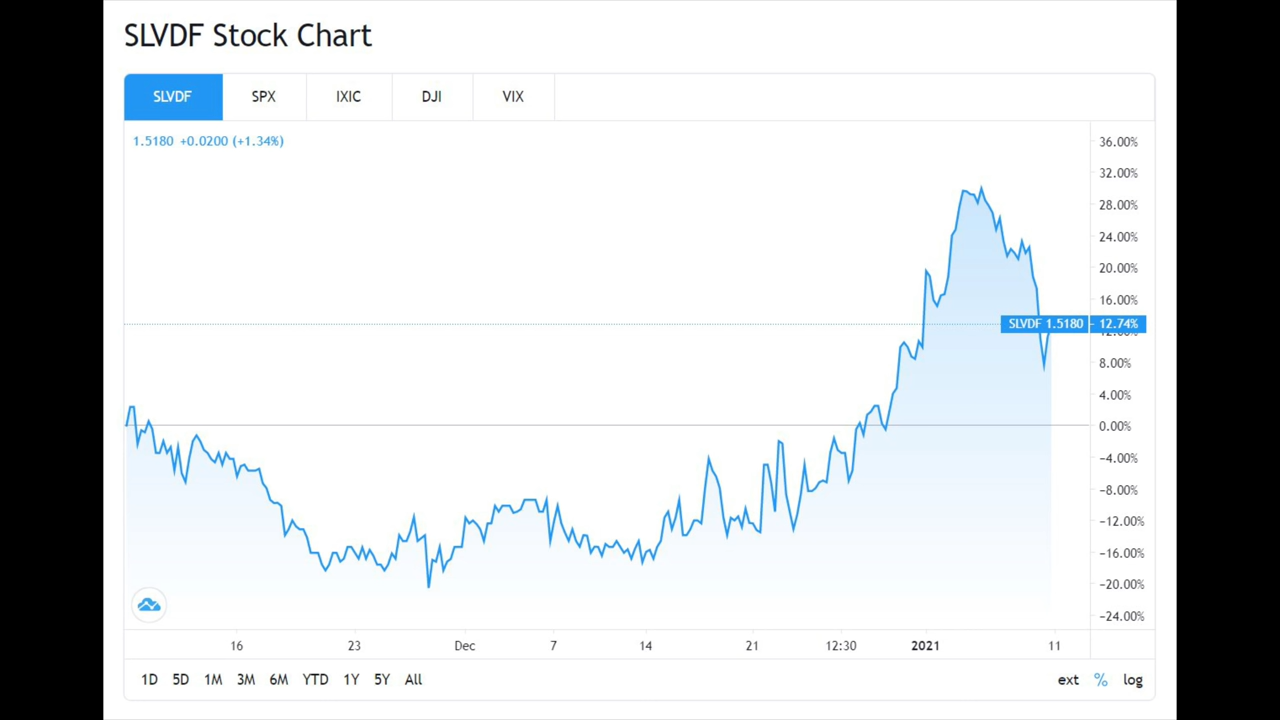 SLVDF Stock Chart
SLVDF SPX IXIC DJI VIX
1.5180 +0.0200 (+1.34%)
36.00%
32.00%
28.00%
24.00%
20.00%
16.00%
SLVDF 1.5180 12.74%
12.00%
8.00%
4.00%
0.00%
−4.00%
−8.00%
−12.00%
−16.00%
−20.00%
−24.00%
16 23 Dec 7 14 21 12:30 2021 11
1D 5D 1M 3M 6M YTD 1Y 5Y All ext % log